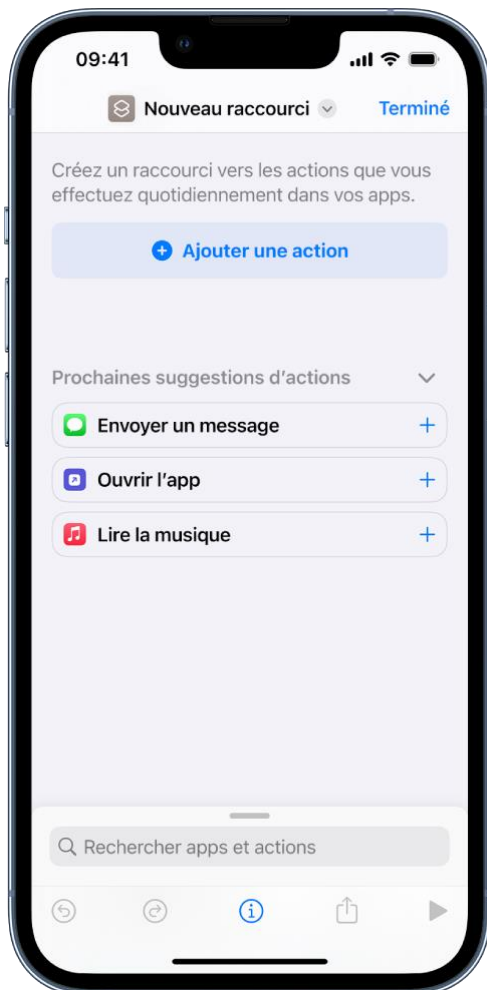 09:41
Nouveau raccourci
Terminé
Créez un raccourci vers les actions que vous
effectuez quotidiennement dans vos apps.
Ajouter une action
Prochaines suggestions d’actions
Envoyer un message
Ouvrir l’app
Lire la musique
Rechercher apps et actions